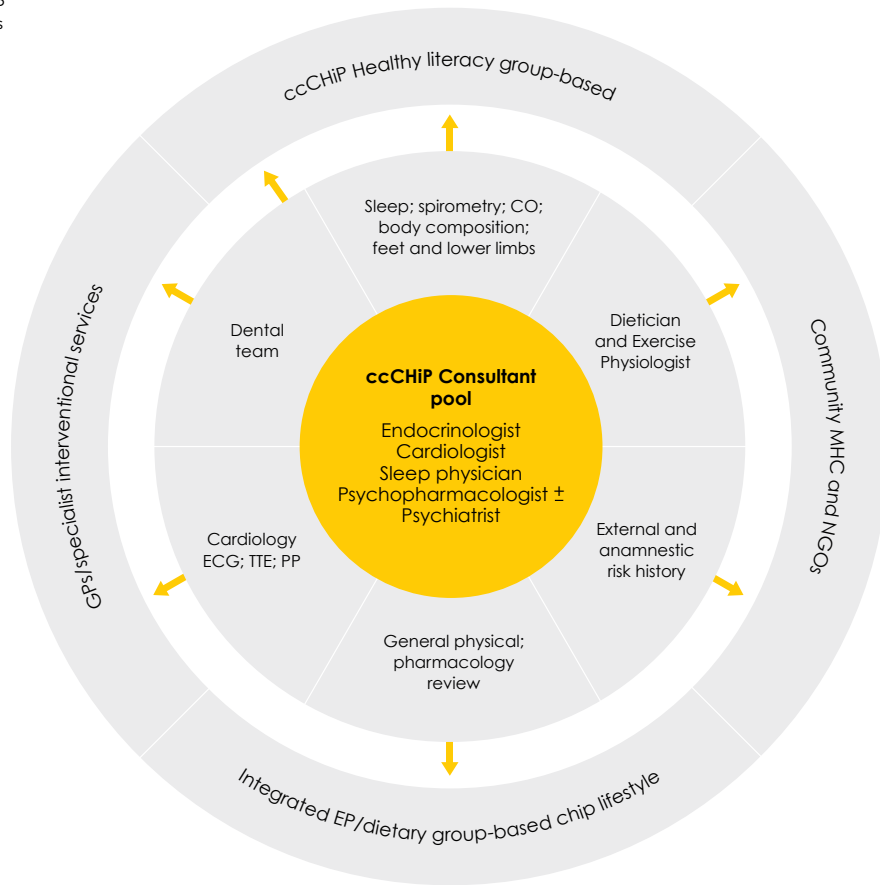 s
ccCHiP Healthy literacy group-based
Sleep; spirometry; CO;
body composition;
feet and lower limbs
Dental
team
Dietician
and Exercise
Physiologist
ccCHiP Consultant
pool
Endocrinologist
Cardiologist
Sleep physician
Psychopharmacologist ±
Psychiatrist
GPs/specialist interventional services
Community MHC and NGOs
Cardiology
ECG; TTE; PP
External and
anamnestic
risk history
General physical;
pharmacology
review
Integrated EP/dietary group-based chip lifestyle